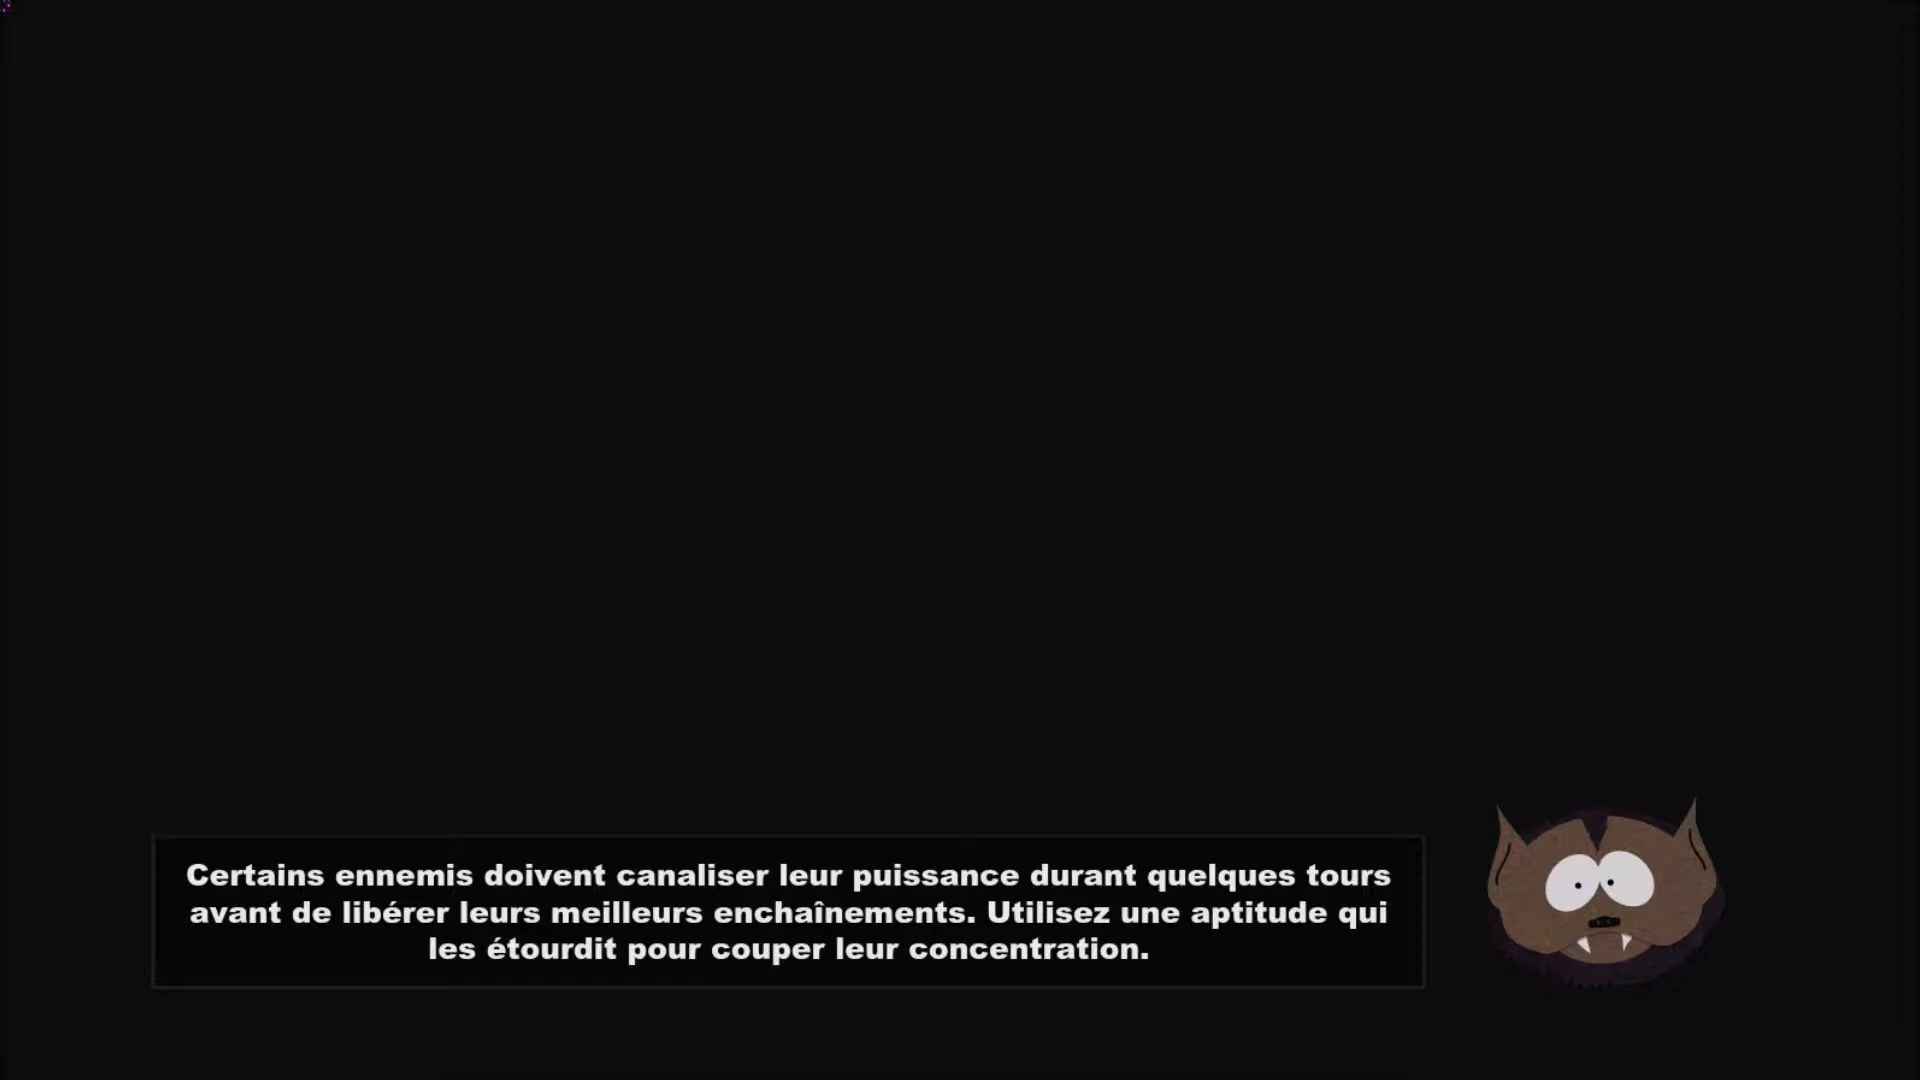 Certains ennemis doivent canaliser leur puissance durant quelques tours
avant de libérer leurs meilleurs enchaînements. Utilisez une aptitude qui
les étourdit pour couper leur concentration.